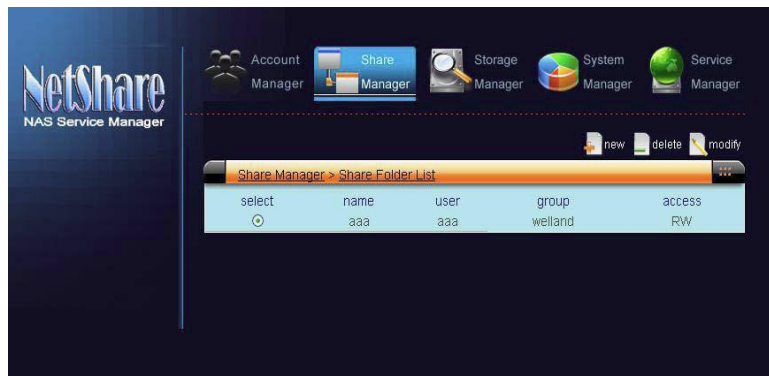 NetShare
NAS Service Manager
Account Manager
Share Manager
Storage Manager
System Manager
Service Manager
new delete modify
Share Manager > Share Folder List
select name user group access
aaa aaa welland RW